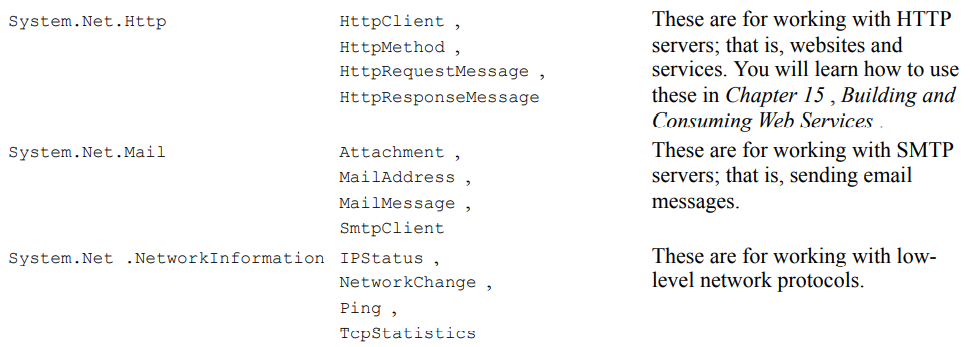 System.Net.Http HttpClient , These are for working with HTTP
HttpMethod , servers; that is, websites and
HttpRequestMessage , services. You will learn how to use
HttpResponseMessage these in Chapter 15 , Building and
Consuming Web Services .
System.Net.Mail Attachment , These are for working with SMTP
MailAddress , servers; that is, sending email
MailMessage , messages.
SmtpClient
System.Net .NetworkInformation IPStatus , These are for working with low-
NetworkChange , level network protocols.
Ping ,
TcpStatistics